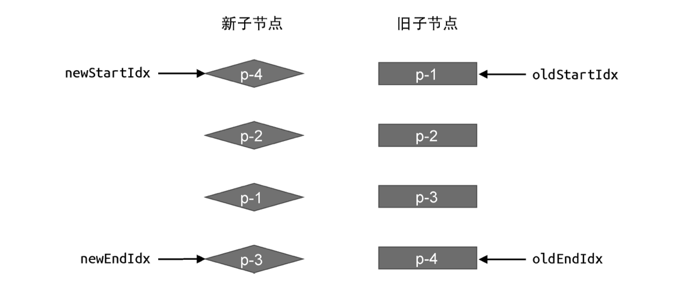 新子节点 旧子节点
newStartIdx p-4 p-1 oldStartIdx
p-2 p-2
p-1 p-3
newEndIdx p-3 p-4 oldEndIdx